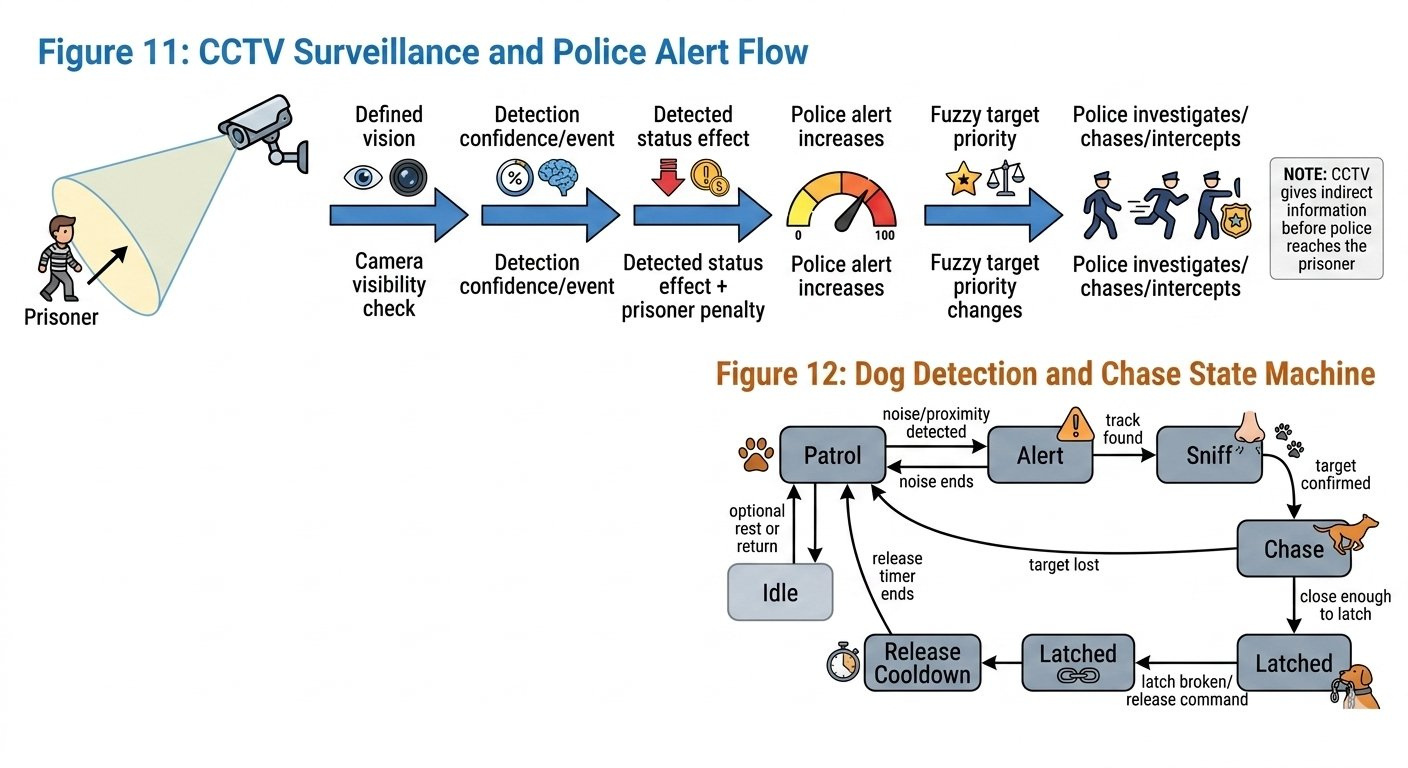 Figure 11: CCTV Surveillance and Police Alert Flow
Defined
vision
Detection
confidence/event
Detected
status effect
Police alert
increases
Fuzzy target
priority
Police investigates/
chases/intercepts
%
!
$
0
100
NOTE: CCTV
gives indirect
information
before police
reaches the
prisoner
Prisoner
Camera
visibility
check
Detection
confidence/event
Detected status
effect +
prisoner penalty
Police alert
increases
Fuzzy target
priority
changes
Police investigates/
chases/intercepts
Figure 12: Dog Detection and Chase State Machine
Patrol
noise/proximity
detected
noise ends
Alert
!
track
found
Sniff
target
confirmed
Chase
target lost
optional
rest or
return
Idle
release
timer
ends
close enough
to latch
Release
Cooldown
Latched
latch broken/
release command
Latched